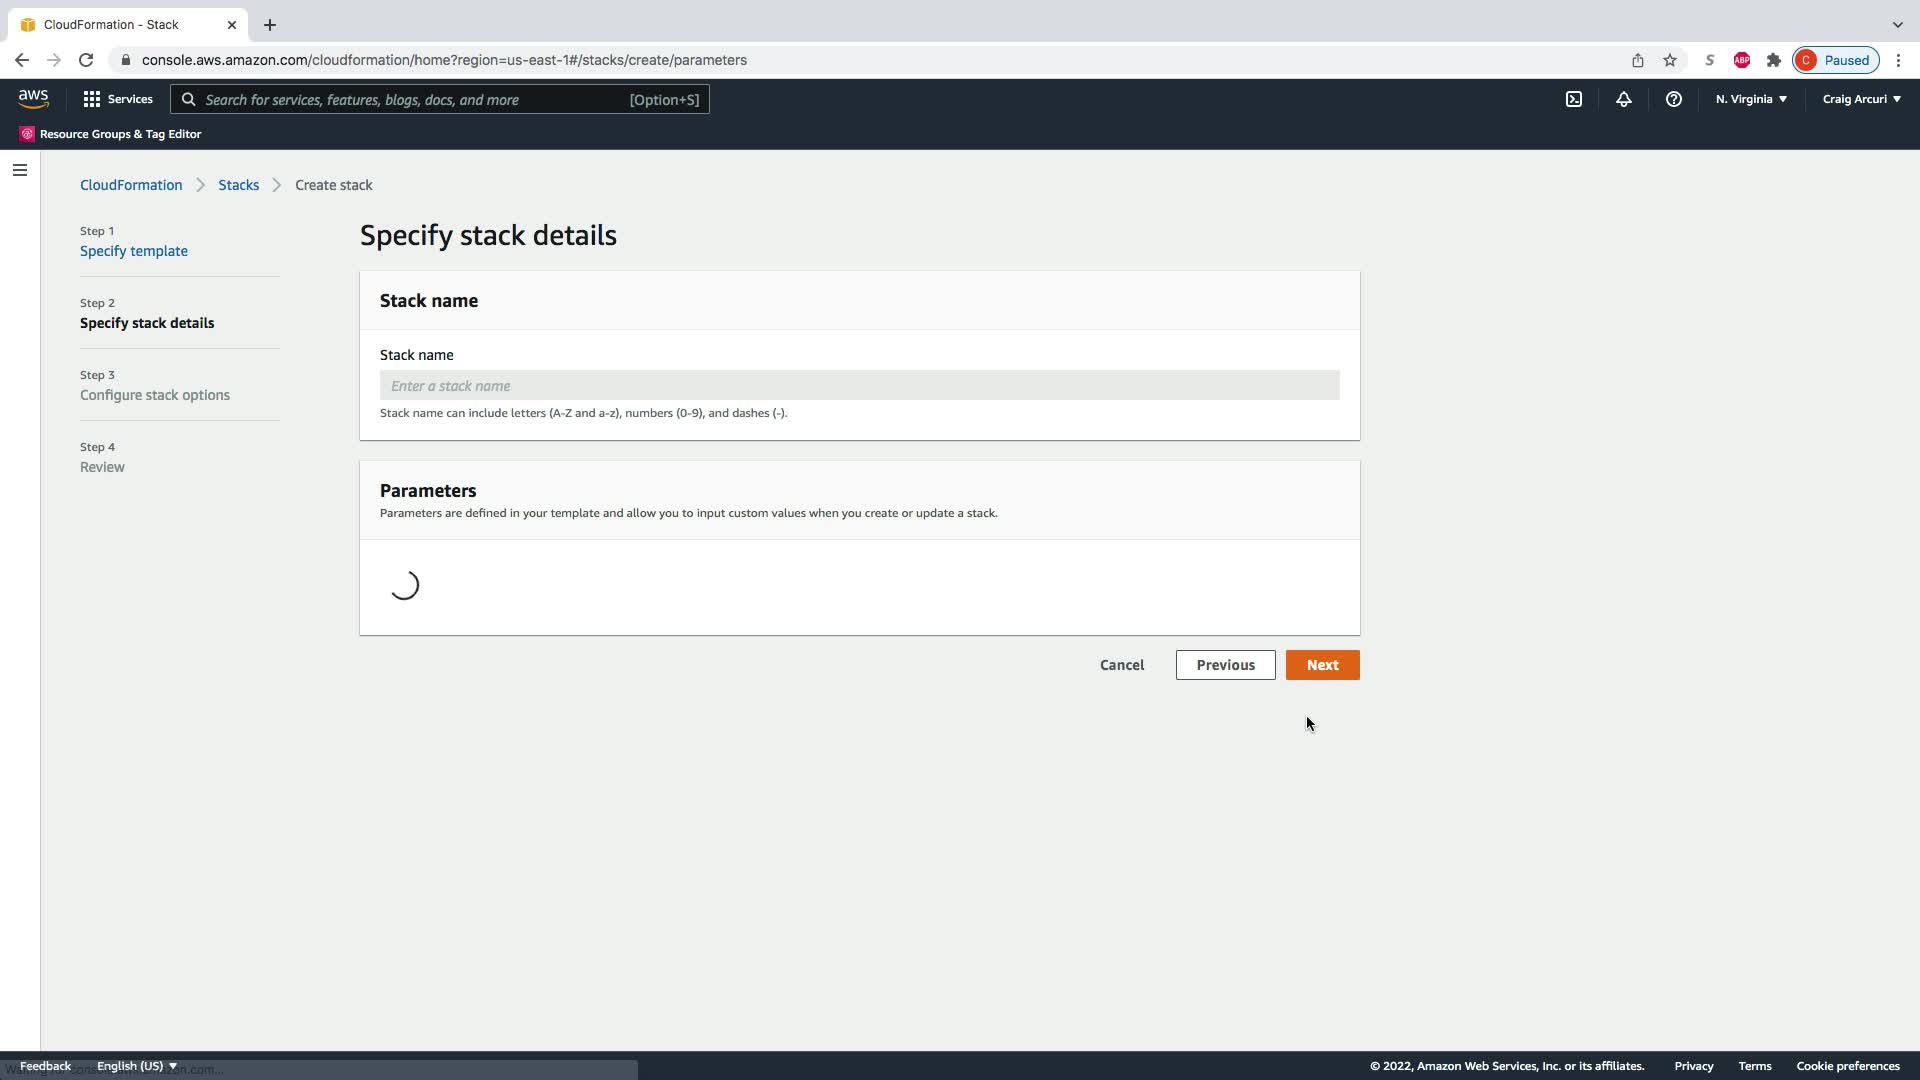 CloudFormation - Stack
console.aws.amazon.com/cloudformation/home?region=us-east-1#/stacks/create/parameters
ABP
C Paused
aws
Services
Search for services, features, blogs, docs, and more [Option+S]
N. Virginia
Craig Arcuri
Resource Groups & Tag Editor
CloudFormation
Stacks
Create stack
Step 1
Specify template
Step 2
Specify stack details
Step 3
Configure stack options
Step 4
Review
Specify stack details
Stack name
Stack name
Enter a stack name
Stack name can include letters (A-Z and a-z), numbers (0-9), and dashes (-).
Parameters
Parameters are defined in your template and allow you to input custom values when you create or update a stack.
Cancel
Previous
Next
Feedback
English (US)
© 2022, Amazon Web Services, Inc. or its affiliates.
Privacy
Terms
Cookie preferences